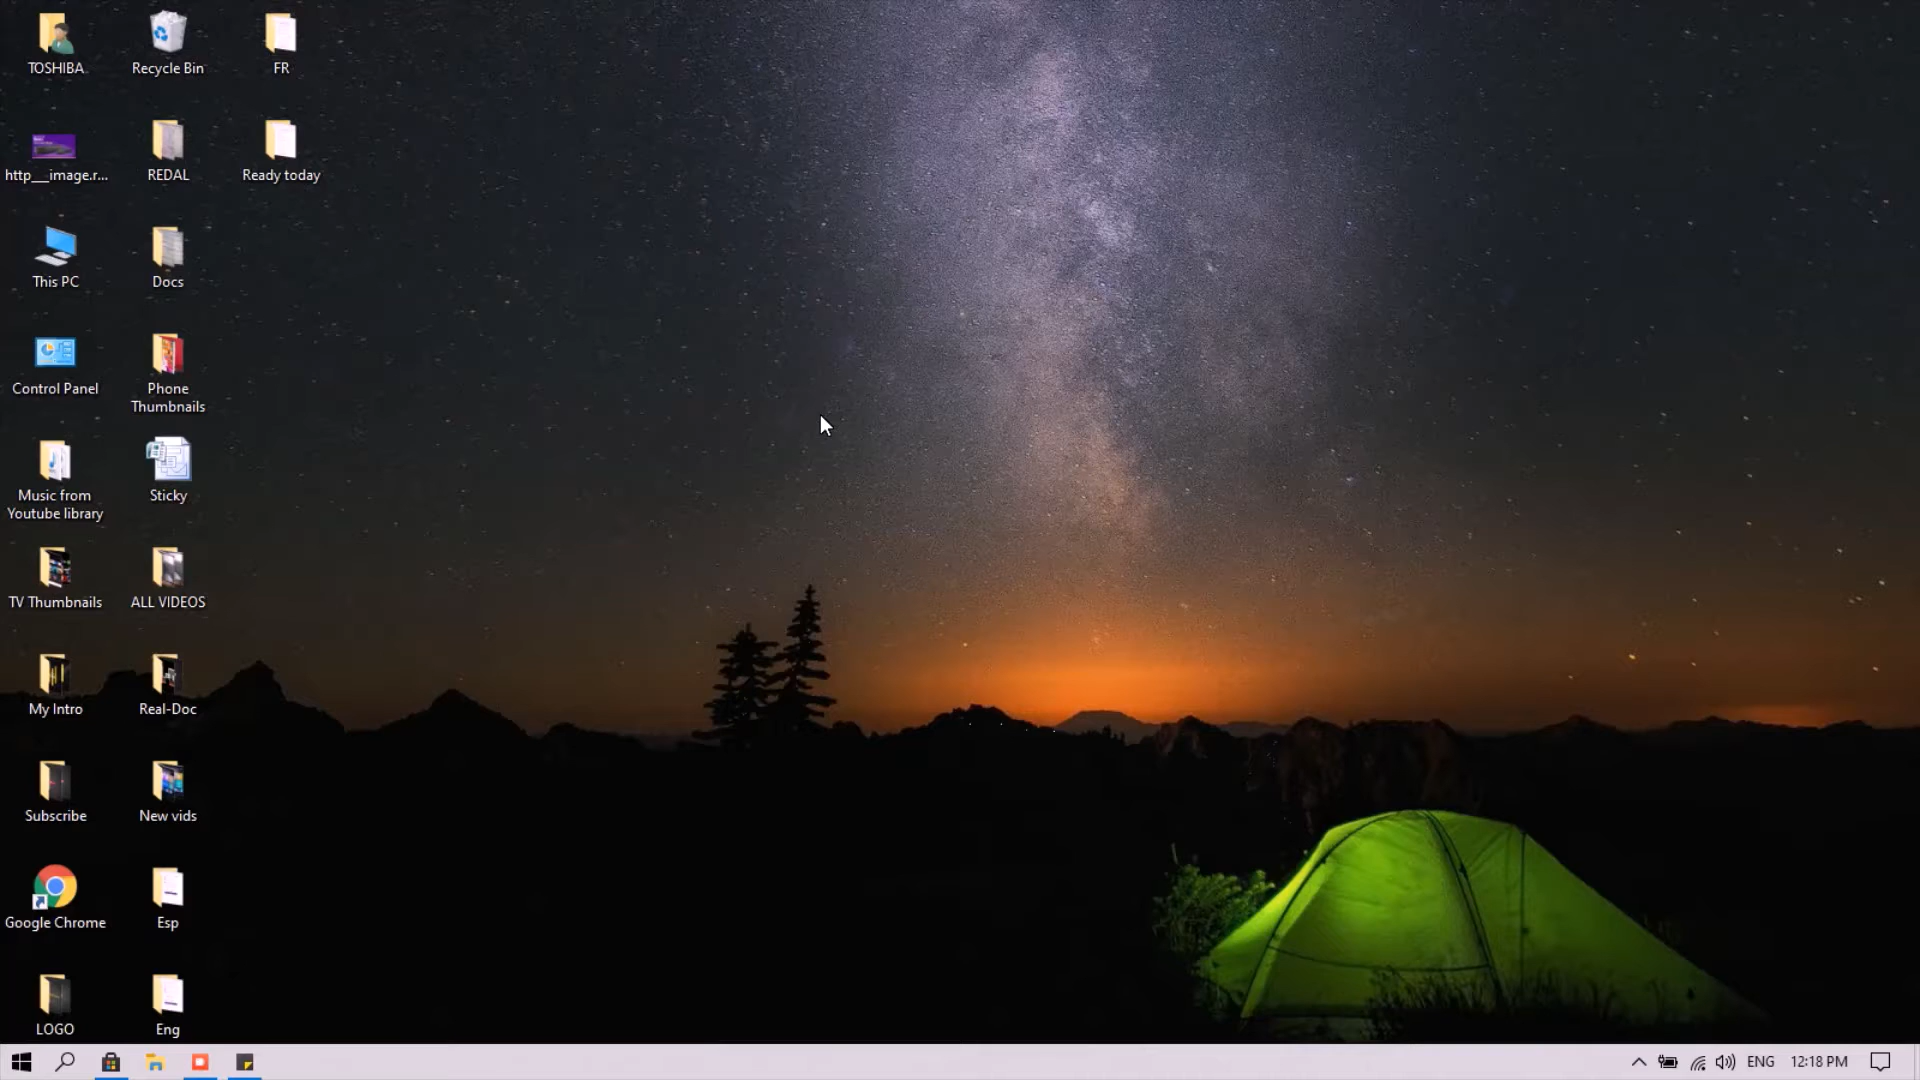 TOSHIBA
Recycle Bin
FR
http__image.r...
REDAL
Ready today
This PC
Docs
Control Panel
Phone
Thumbnails
Music from
Youtube library
Sticky
TV Thumbnails
ALL VIDEOS
My Intro
Real-Doc
Subscribe
New vids
Google Chrome
Esp
LOGO
Eng
ENG
12:18 PM